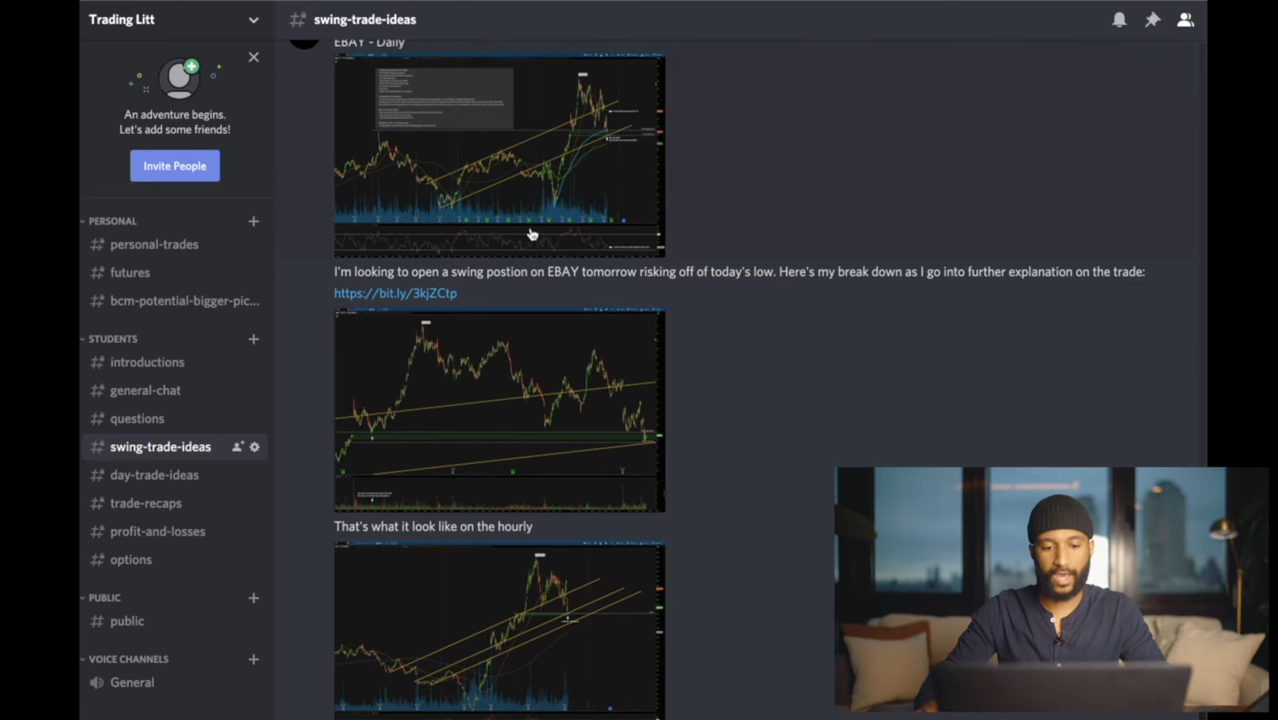 Trading Litt
swing-trade-ideas
An adventure begins.
Let's add some friends!
Invite People
PERSONAL
personal-trades
futures
bcm-potential-bigger-pic...
STUDENTS
introductions
general-chat
questions
swing-trade-ideas
day-trade-ideas
trade-recaps
profit-and-losses
options
PUBLIC
public
VOICE CHANNELS
General
EBAY - Daily
I'm looking to open a swing postion on EBAY tomorrow risking off of today's low. Here's my break down as I go into further explanation on the trade:
https://bit.ly/3kjZCtp
That's what it look like on the hourly